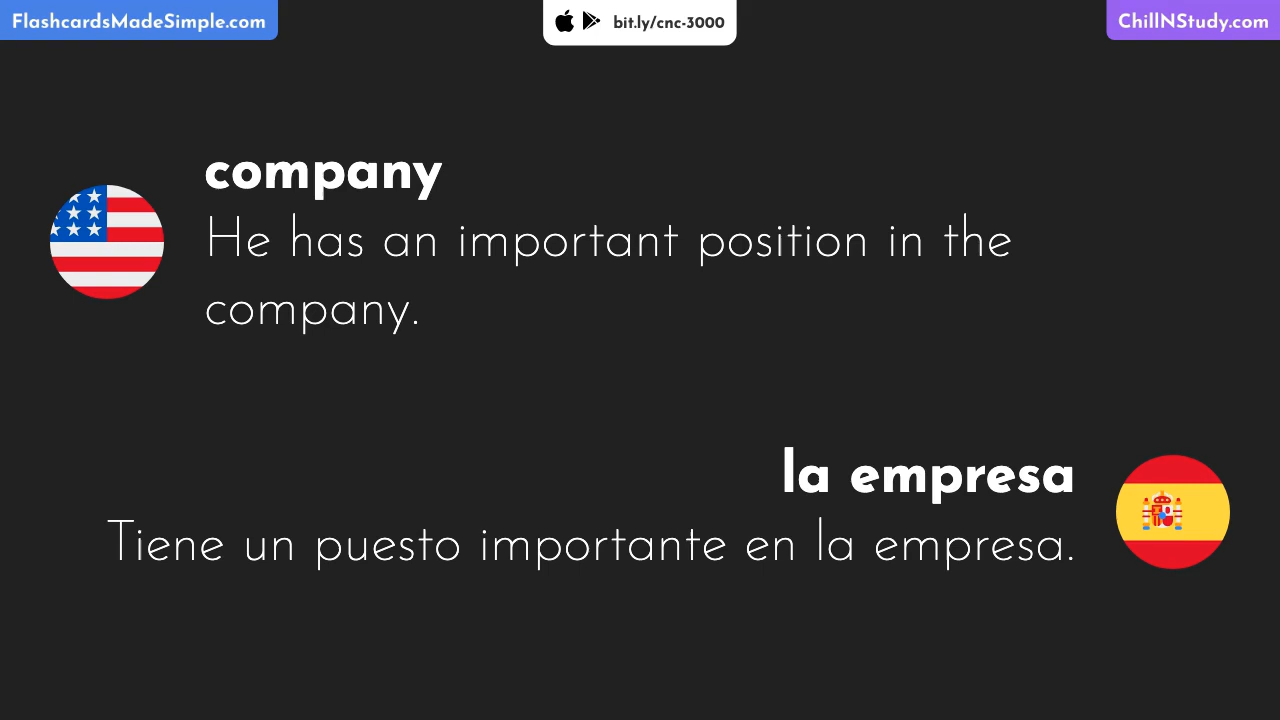 FlashcardsMadeSimple.com
bit.ly/cnc-3000
ChillNStudy.com
company
He has an important position in the
company.
la empresa
Tiene un puesto importante en la empresa.